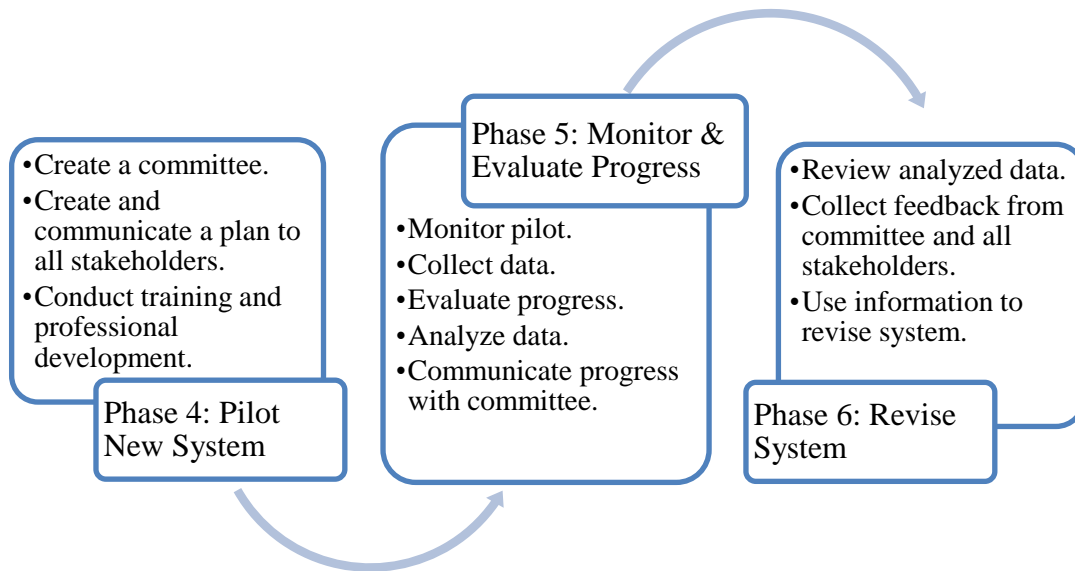 •Create a committee.
•Create and
communicate a plan to
all stakeholders.
•Conduct training and
professional
development.
Phase 4: Pilot
New System
Phase 5: Monitor &
Evaluate Progress
•Monitor pilot.
•Collect data.
•Evaluate progress.
•Analyze data.
•Communicate progress
with committee.
•Review analyzed data.
•Collect feedback from
committee and all
stakeholders.
•Use information to
revise system.
Phase 6: Revise
System